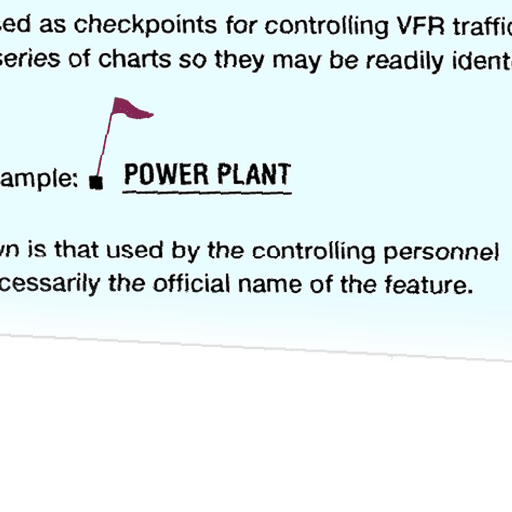 sed as checkpoints for controlling VFR traffic
series of charts so they may be readily ident
ample: POWER PLANT
wn is that used by the controlling personnel
cessarily the official name of the feature.